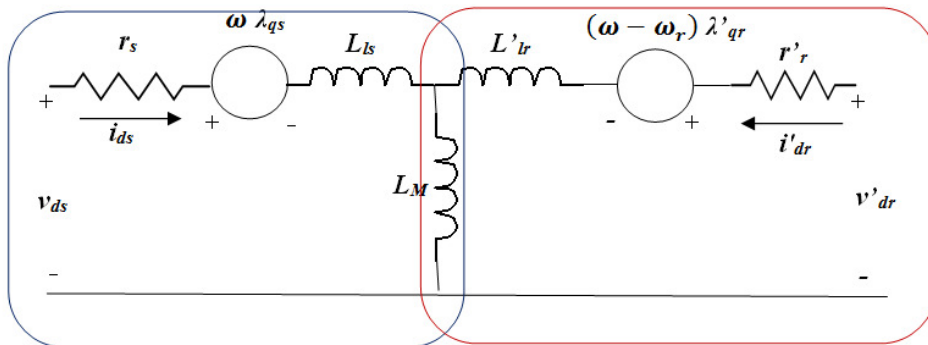 ω λqs
Lls
L'lr
(ω − ωr) λ'qr
rs
r'r
+
+
-
-
+
+
ids
i'dr
LM
vds
v'dr
-
-